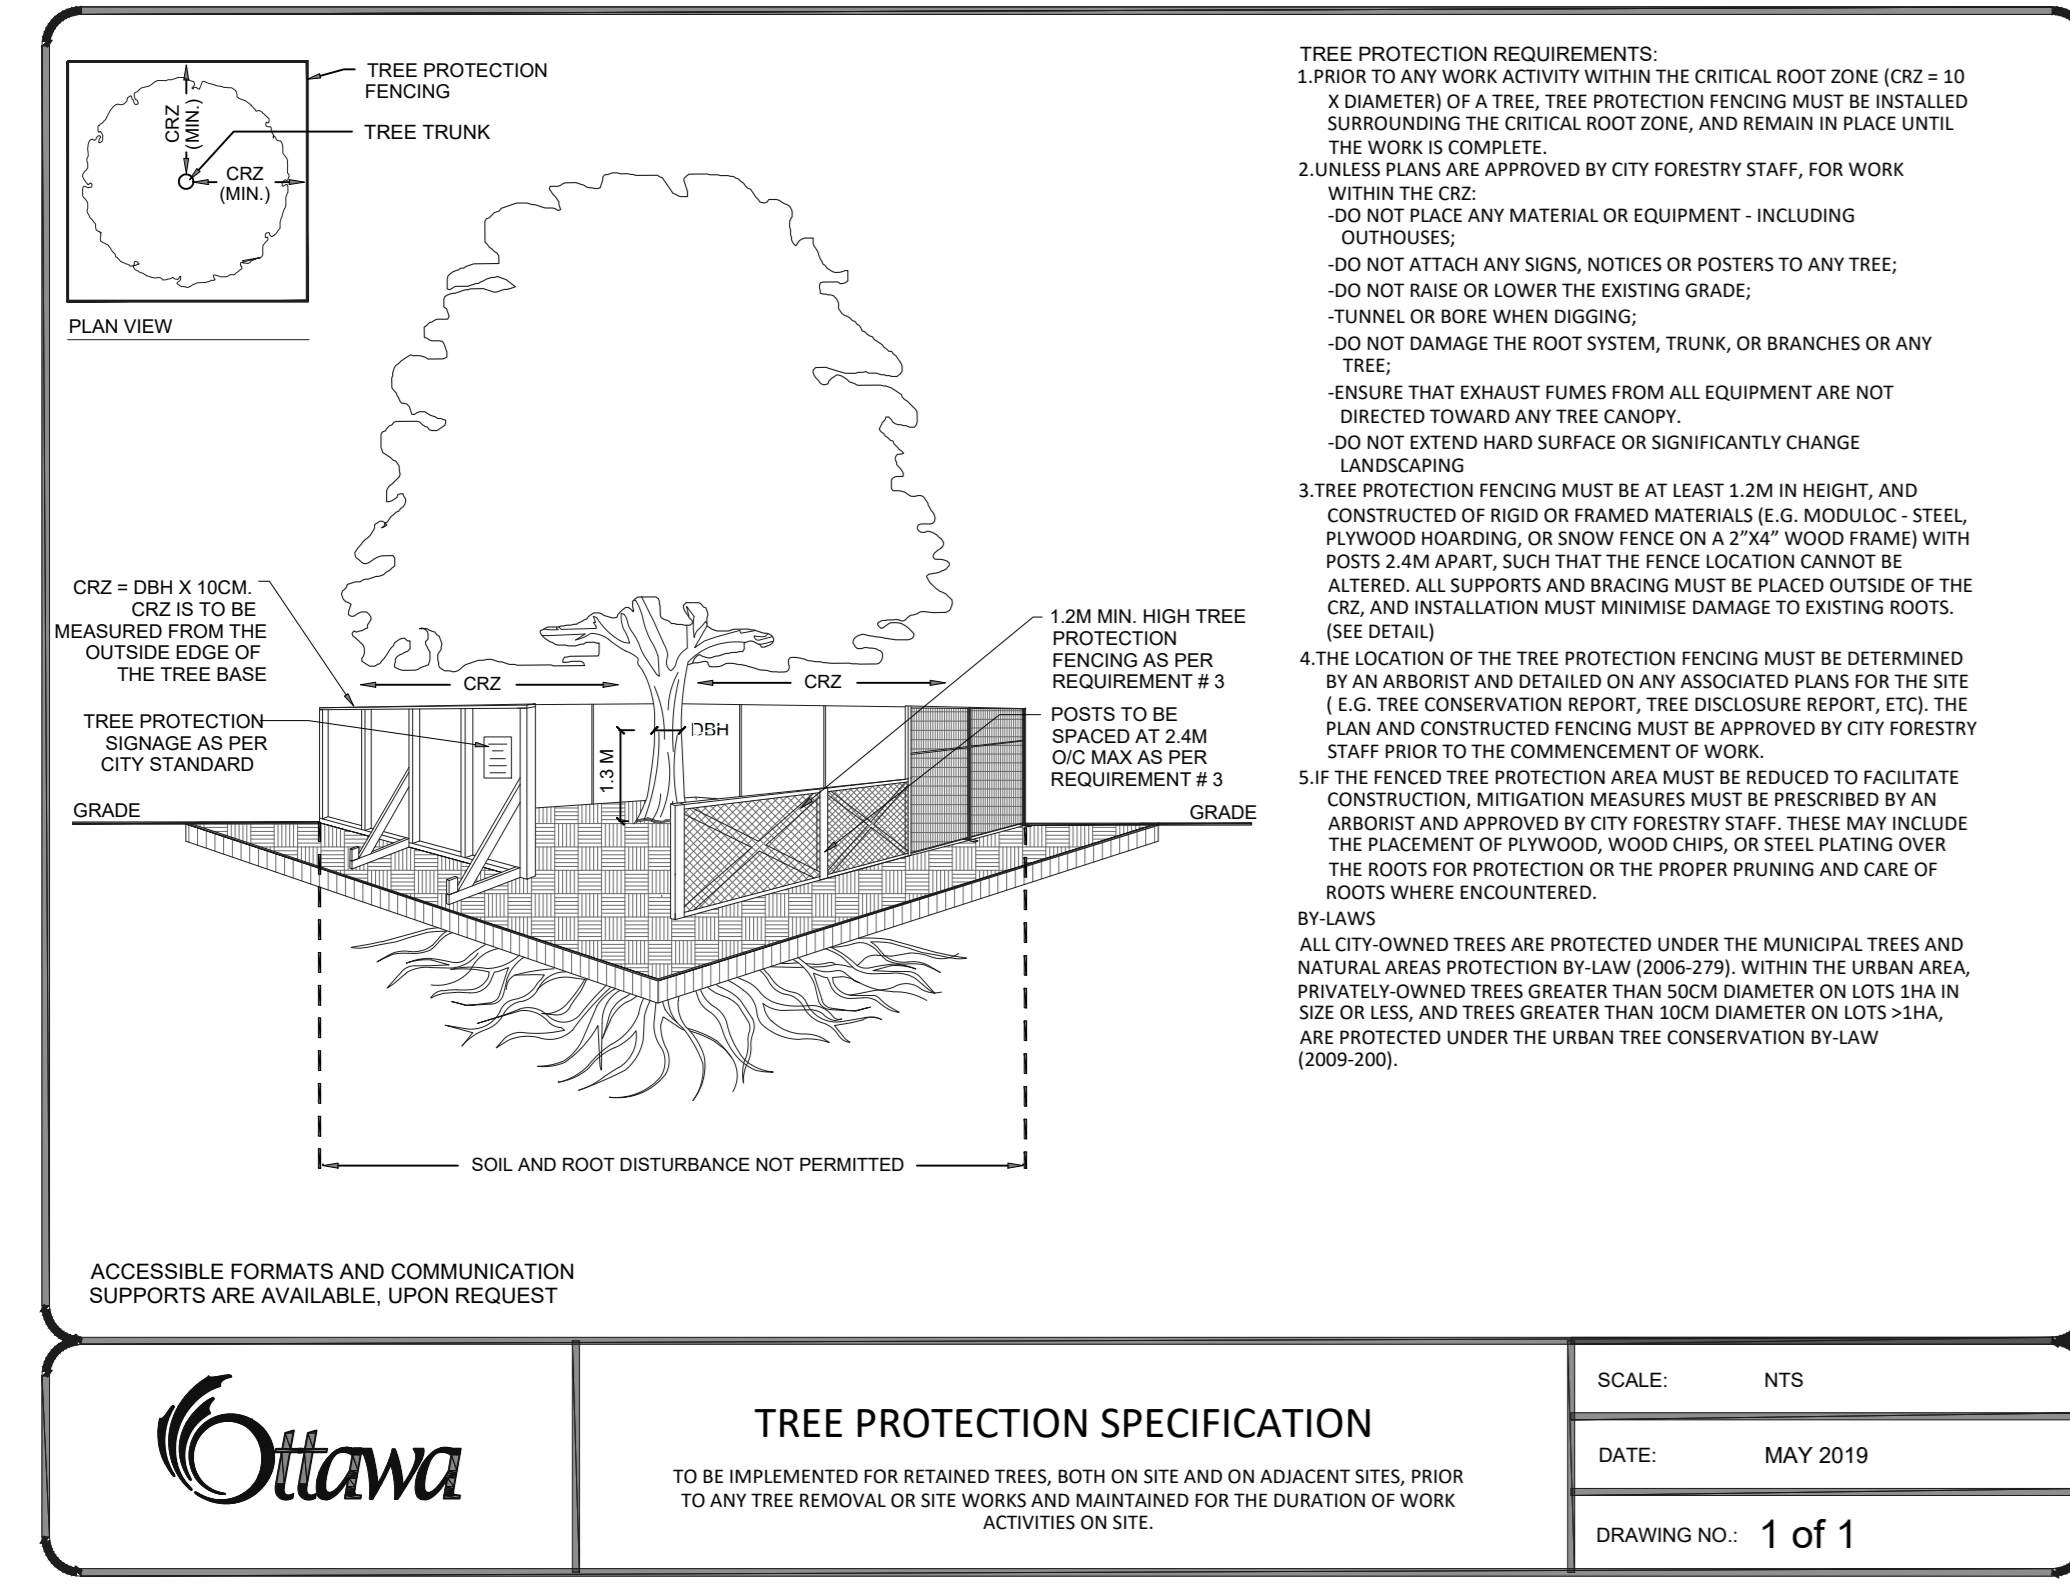 TREE PROTECTION
FENCING
TREE TRUNK
CRZ
(MIN.)
CRZ
(MIN.)
PLAN VIEW
CRZ = DBH X 10CM.
CRZ IS TO BE
MEASURED FROM THE
OUTSIDE EDGE OF
THE TREE BASE
TREE PROTECTION
SIGNAGE AS PER
CITY STANDARD
GRADE
CRZ
CRZ
DBH
1.3 M
1.2M MIN. HIGH TREE
PROTECTION
FENCING AS PER
REQUIREMENT # 3
POSTS TO BE
SPACED AT 2.4M
O/C MAX AS PER
REQUIREMENT # 3
GRADE
SOIL AND ROOT DISTURBANCE NOT PERMITTED
ACCESSIBLE FORMATS AND COMMUNICATION
SUPPORTS ARE AVAILABLE, UPON REQUEST
TREE PROTECTION REQUIREMENTS:
1.PRIOR TO ANY WORK ACTIVITY WITHIN THE CRITICAL ROOT ZONE (CRZ = 10
X DIAMETER) OF A TREE, TREE PROTECTION FENCING MUST BE INSTALLED
SURROUNDING THE CRITICAL ROOT ZONE, AND REMAIN IN PLACE UNTIL
THE WORK IS COMPLETE.
2.UNLESS PLANS ARE APPROVED BY CITY FORESTRY STAFF, FOR WORK
WITHIN THE CRZ:
-DO NOT PLACE ANY MATERIAL OR EQUIPMENT - INCLUDING
OUTHOUSES;
-DO NOT ATTACH ANY SIGNS, NOTICES OR POSTERS TO ANY TREE;
-DO NOT RAISE OR LOWER THE EXISTING GRADE;
-TUNNEL OR BORE WHEN DIGGING;
-DO NOT DAMAGE THE ROOT SYSTEM, TRUNK, OR BRANCHES OR ANY
TREE;
-ENSURE THAT EXHAUST FUMES FROM ALL EQUIPMENT ARE NOT
DIRECTED TOWARD ANY TREE CANOPY.
-DO NOT EXTEND HARD SURFACE OR SIGNIFICANTLY CHANGE
LANDSCAPING
3.TREE PROTECTION FENCING MUST BE AT LEAST 1.2M IN HEIGHT, AND
CONSTRUCTED OF RIGID OR FRAMED MATERIALS (E.G. MODULOC - STEEL,
PLYWOOD HOARDING, OR SNOW FENCE ON A 2”X4” WOOD FRAME) WITH
POSTS 2.4M APART, SUCH THAT THE FENCE LOCATION CANNOT BE
ALTERED. ALL SUPPORTS AND BRACING MUST BE PLACED OUTSIDE OF THE
CRZ, AND INSTALLATION MUST MINIMISE DAMAGE TO EXISTING ROOTS.
(SEE DETAIL)
4.THE LOCATION OF THE TREE PROTECTION FENCING MUST BE DETERMINED
BY AN ARBORIST AND DETAILED ON ANY ASSOCIATED PLANS FOR THE SITE
( E.G. TREE CONSERVATION REPORT, TREE DISCLOSURE REPORT, ETC). THE
PLAN AND CONSTRUCTED FENCING MUST BE APPROVED BY CITY FORESTRY
STAFF PRIOR TO THE COMMENCEMENT OF WORK.
5.IF THE FENCED TREE PROTECTION AREA MUST BE REDUCED TO FACILITATE
CONSTRUCTION, MITIGATION MEASURES MUST BE PRESCRIBED BY AN
ARBORIST AND APPROVED BY CITY FORESTRY STAFF. THESE MAY INCLUDE
THE PLACEMENT OF PLYWOOD, WOOD CHIPS, OR STEEL PLATING OVER
THE ROOTS FOR PROTECTION OR THE PROPER PRUNING AND CARE OF
ROOTS WHERE ENCOUNTERED.
BY-LAWS
ALL CITY-OWNED TREES ARE PROTECTED UNDER THE MUNICIPAL TREES AND
NATURAL AREAS PROTECTION BY-LAW (2006-279). WITHIN THE URBAN AREA,
PRIVATELY-OWNED TREES GREATER THAN 50CM DIAMETER ON LOTS 1HA IN
SIZE OR LESS, AND TREES GREATER THAN 10CM DIAMETER ON LOTS >1HA,
ARE PROTECTED UNDER THE URBAN TREE CONSERVATION BY-LAW
(2009-200).
Ottawa
TREE PROTECTION SPECIFICATION
TO BE IMPLEMENTED FOR RETAINED TREES, BOTH ON SITE AND ON ADJACENT SITES, PRIOR
TO ANY TREE REMOVAL OR SITE WORKS AND MAINTAINED FOR THE DURATION OF WORK
ACTIVITIES ON SITE.
SCALE: NTS
DATE: MAY 2019
DRAWING NO.: 1 of 1